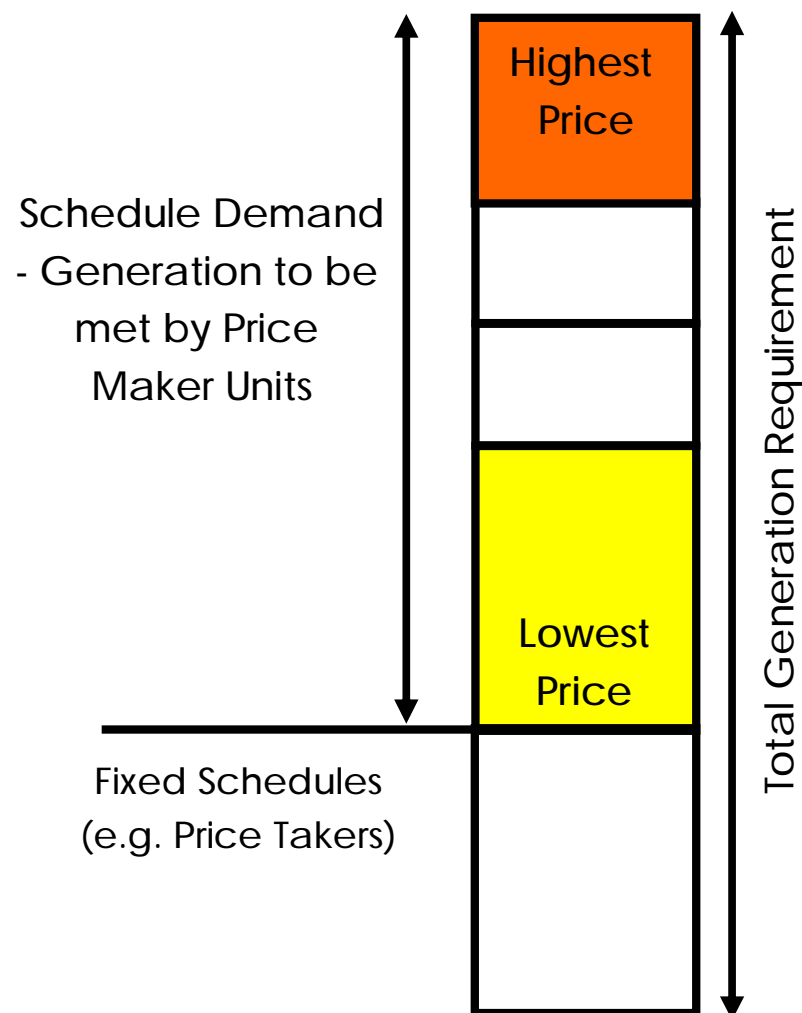 Highest
Price
Schedule Demand
- Generation to be
met by Price
Maker Units
Lowest
Price
Fixed Schedules
(e.g. Price Takers)
Total Generation Requirement